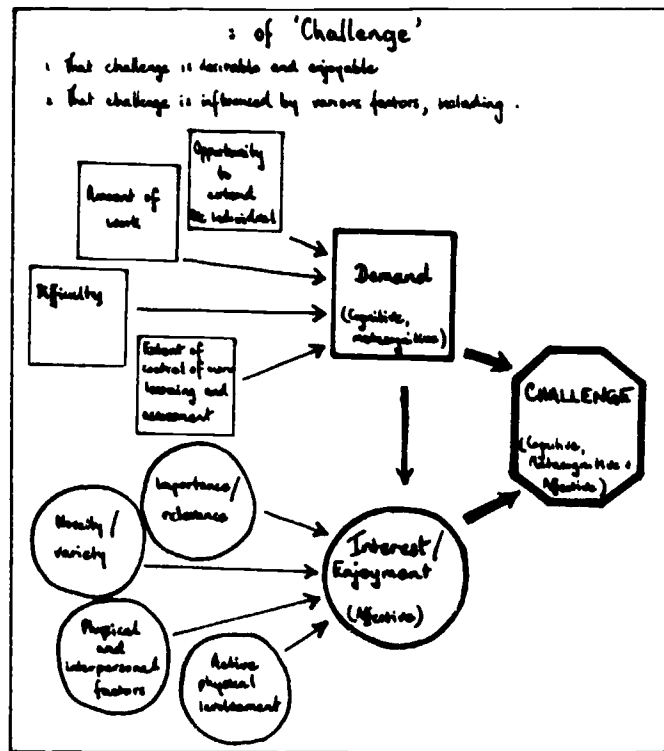 : of 'Challenge'
1 That challenge is desirable and enjoyable
2 That challenge is influenced by various factors, including .
Opportunity
to
extend
the individual
Amount of
work
Difficulty
Extent of
control of own
learning and
assessment
Demand
(Cognitive,
metacognitive)
CHALLENGE
(Cognitive,
Metacognitive +
Affective)
Importance/
relevance
Novelty/
variety
Physical
and
interpersonal
factors
Active
physical
involvement
Interest/
Enjoyment
(Affective)